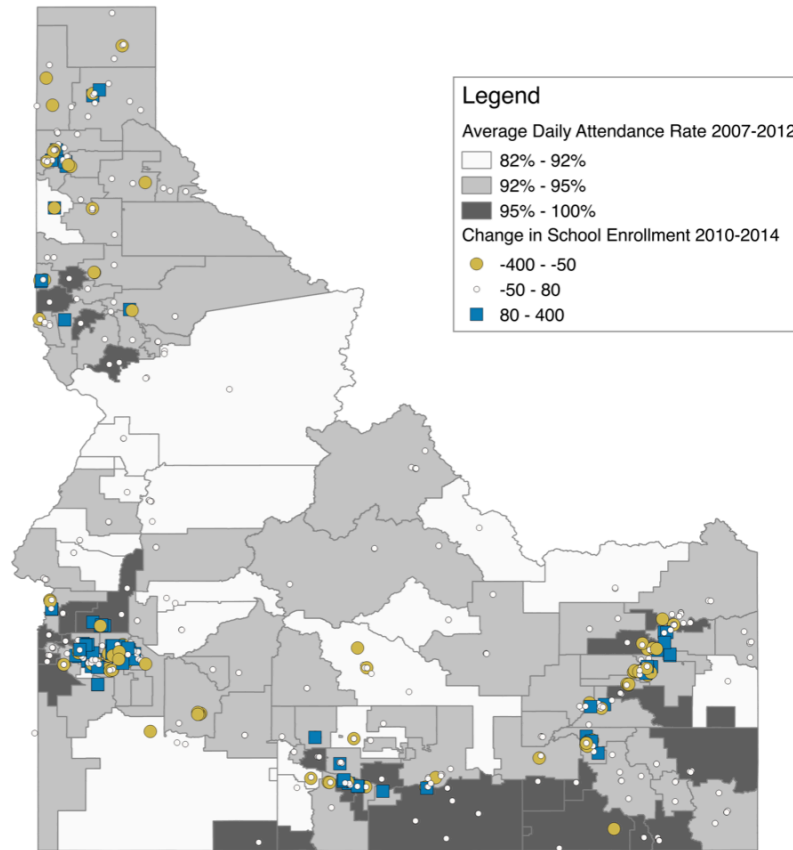 Legend
Average Daily Attendance Rate 2007-2012
82% - 92%
92% - 95%
95% - 100%
Change in School Enrollment 2010-2014
-400 - -50
-50 - 80
80 - 400